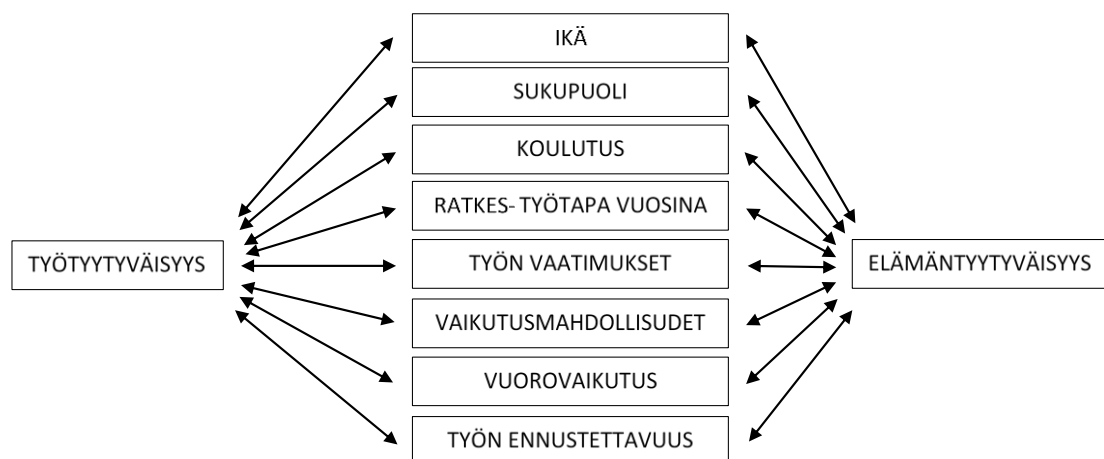 IKÄ
SUKUPUOLI
KOULUTUS
RATKES- TYÖTAPA VUOSINA
TYÖTYYTYVÄISYYS
TYÖN VAATIMUKSET
ELÄMÄNTYYTYVÄISYYS
VAIKUTUSMAHDOLLISUDET
VUOROVAIKUTUS
TYÖN ENNUSTETTAVUUS